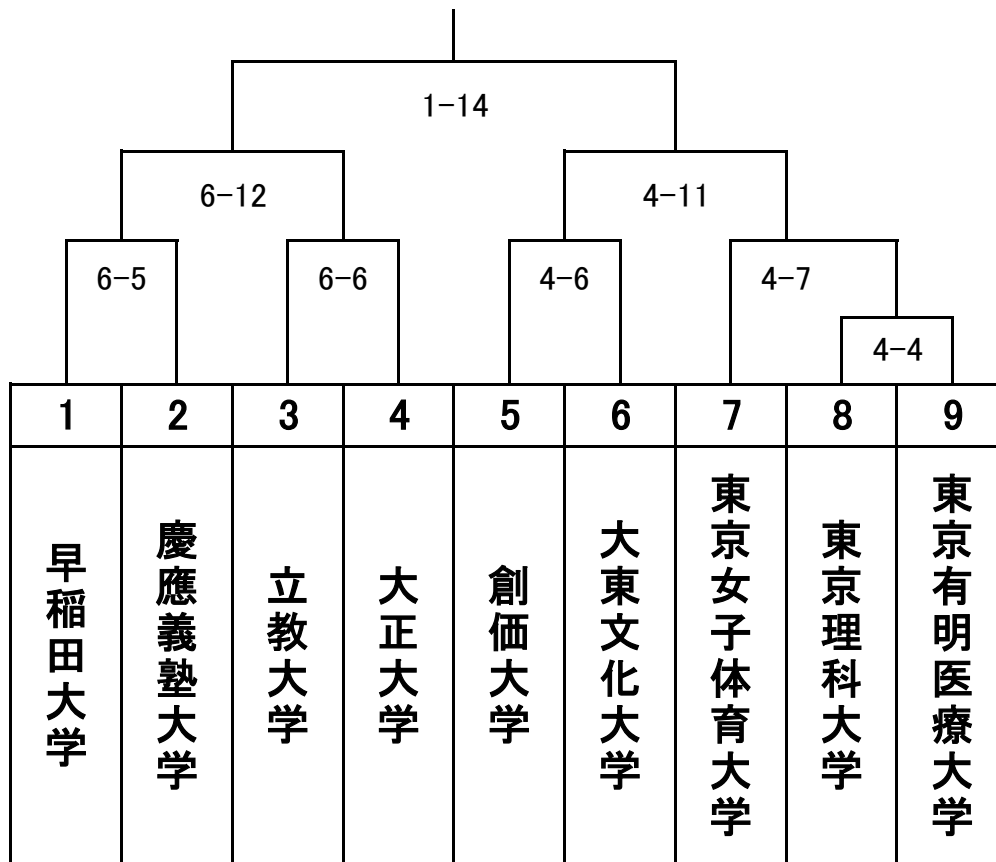 1-14
6-12
4-11
6-5
6-6
4-6
4-7
4-4
1
2
3
4
5
6
7
8
9
早稲田大学
慶應義塾大学
立教大学
大正大学
創価大学
大東文化大学
東京女子体育大学
東京理科大学
東京有明医療大学